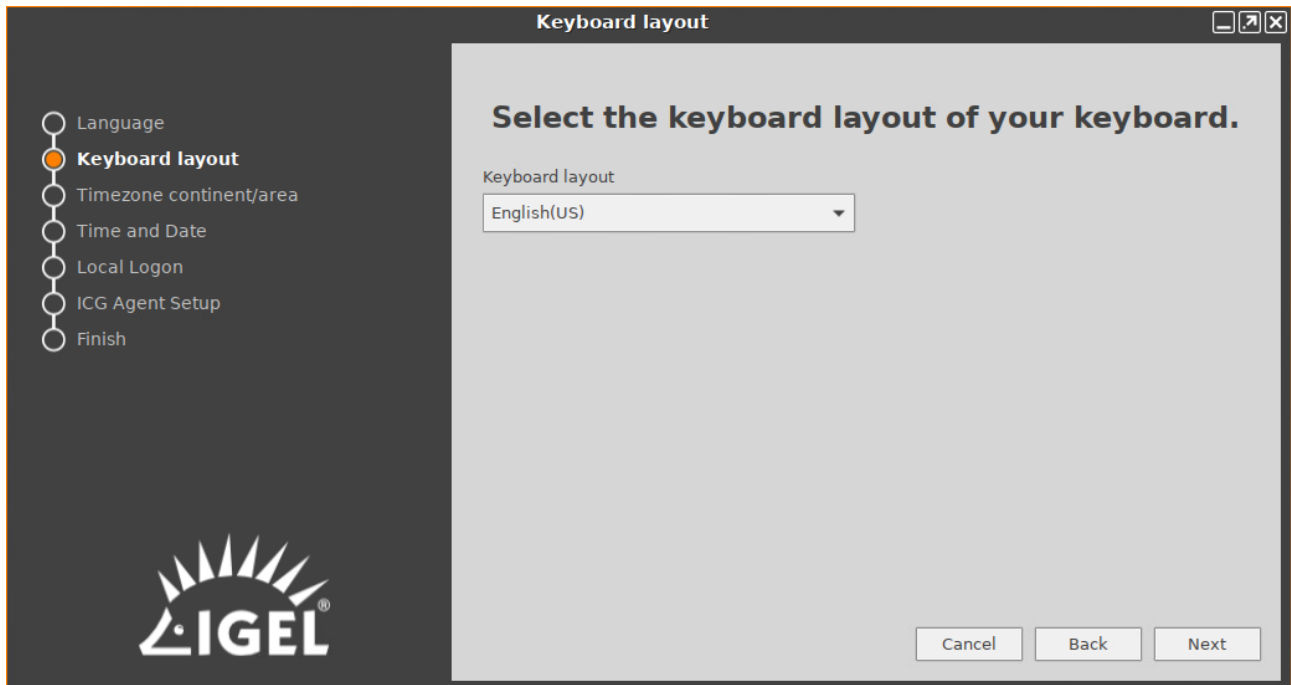 Keyboard layout
Language
Keyboard layout
Timezone continent/area
Time and Date
Local Logon
ICG Agent Setup
Finish
IGEL®
Select the keyboard layout of your keyboard.
Keyboard layout
English(US)
Cancel Back Next